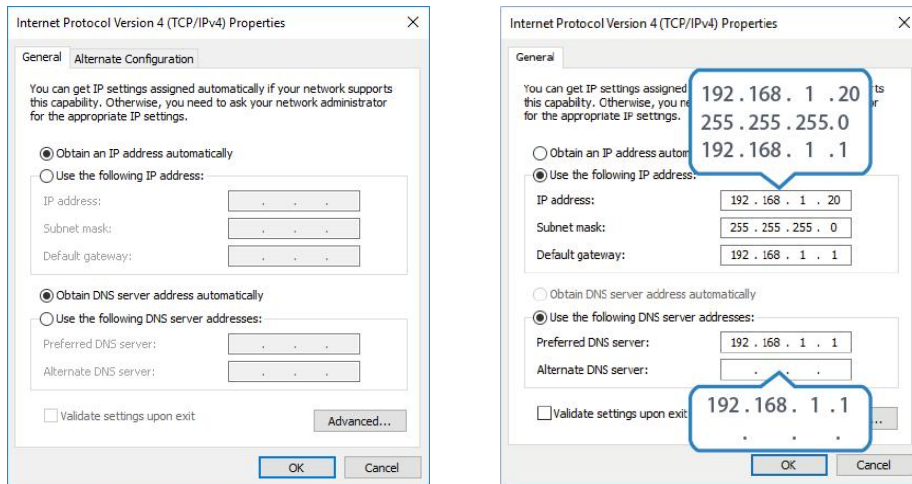 Internet Protocol Version 4 (TCP/IPv4) Properties
General
Alternate Configuration
You can get IP settings assigned automatically if your network supports
this capability. Otherwise, you need to ask your network administrator
for the appropriate IP settings.
Obtain an IP address automatically
Use the following IP address:
IP address:
. . .
Subnet mask:
. . .
Default gateway:
. . .
Obtain DNS server address automatically
Use the following DNS server addresses:
Preferred DNS server:
. . .
Alternate DNS server:
. . .
Validate settings upon exit
Advanced...
OK
Cancel
Internet Protocol Version 4 (TCP/IPv4) Properties
General
You can get IP settings assigned
this capability. Otherwise, you
for the appropriate IP settings.
192.168. 1 .20
255.255.255.0
192.168. 1 .1
Obtain an IP address
Use the following IP address:
IP address:
192 . 168 . 1 . 20
Subnet mask:
255 . 255 . 255 . 0
Default gateway:
192 . 168 . 1 . 1
Obtain DNS server address automatically
Use the following DNS server addresses:
Preferred DNS server:
192 . 168 . 1 . 1
Alternate DNS server:
. . .
192.168. 1 .1
. . .
Validate settings upon exit
OK
Cancel